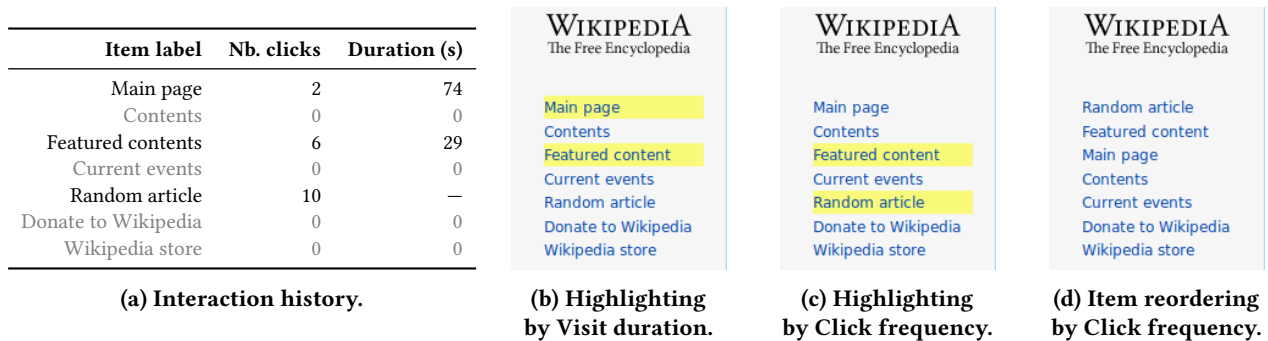 Item label Nb. clicks Duration (s)
Main page 2 74
Contents 0 0
Featured contents 6 29
Current events 0 0
Random article 10 —
Donate to Wikipedia 0 0
Wikipedia store 0 0
(a) Interaction history.
WIKIPEDIA
The Free Encyclopedia
Main page
Contents
Featured content
Current events
Random article
Donate to Wikipedia
Wikipedia store
(b) Highlighting
by Visit duration.
WIKIPEDIA
The Free Encyclopedia
Main page
Contents
Featured content
Current events
Random article
Donate to Wikipedia
Wikipedia store
(c) Highlighting
by Click frequency.
WIKIPEDIA
The Free Encyclopedia
Random article
Featured content
Main page
Contents
Current events
Donate to Wikipedia
Wikipedia store
(d) Item reordering
by Click frequency.